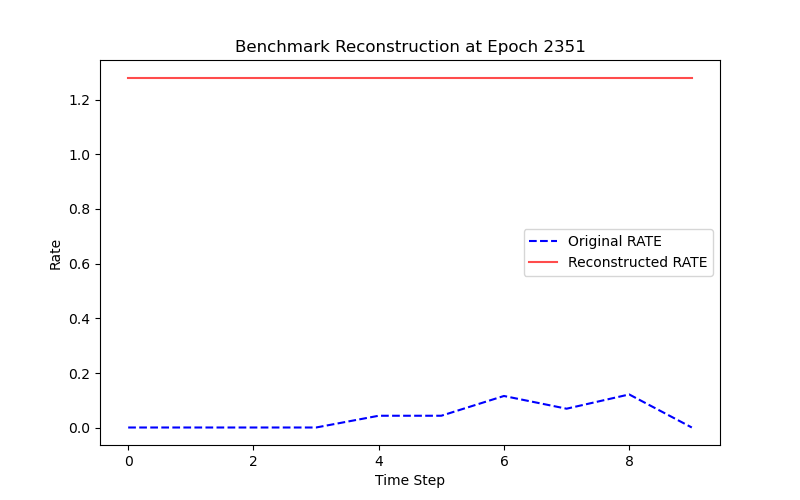 Benchmark Reconstruction at Epoch 2351
Rate
1.2
1.0
0.8
0.6
0.4
0.2
0.0
Original RATE
Reconstructed RATE
0 2 4 6 8
Time Step